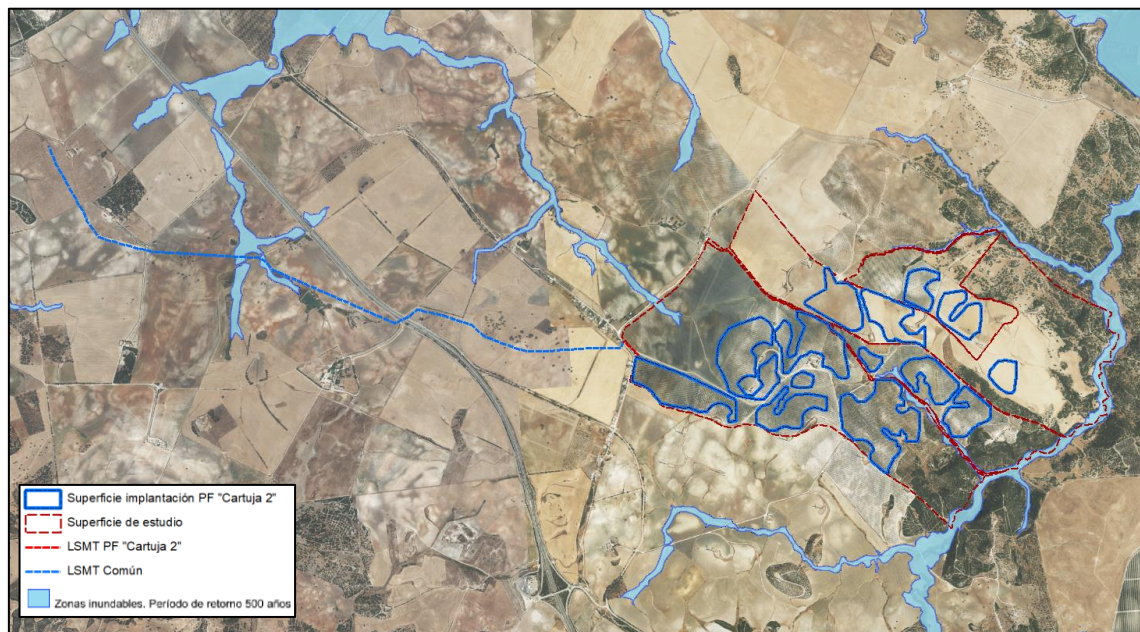 Superficie implantación PF "Cartuja 2"
Superficie de estudio
LSMT PF "Cartuja 2"
LSMT Común
Zonas inundables. Período de retorno 500 años